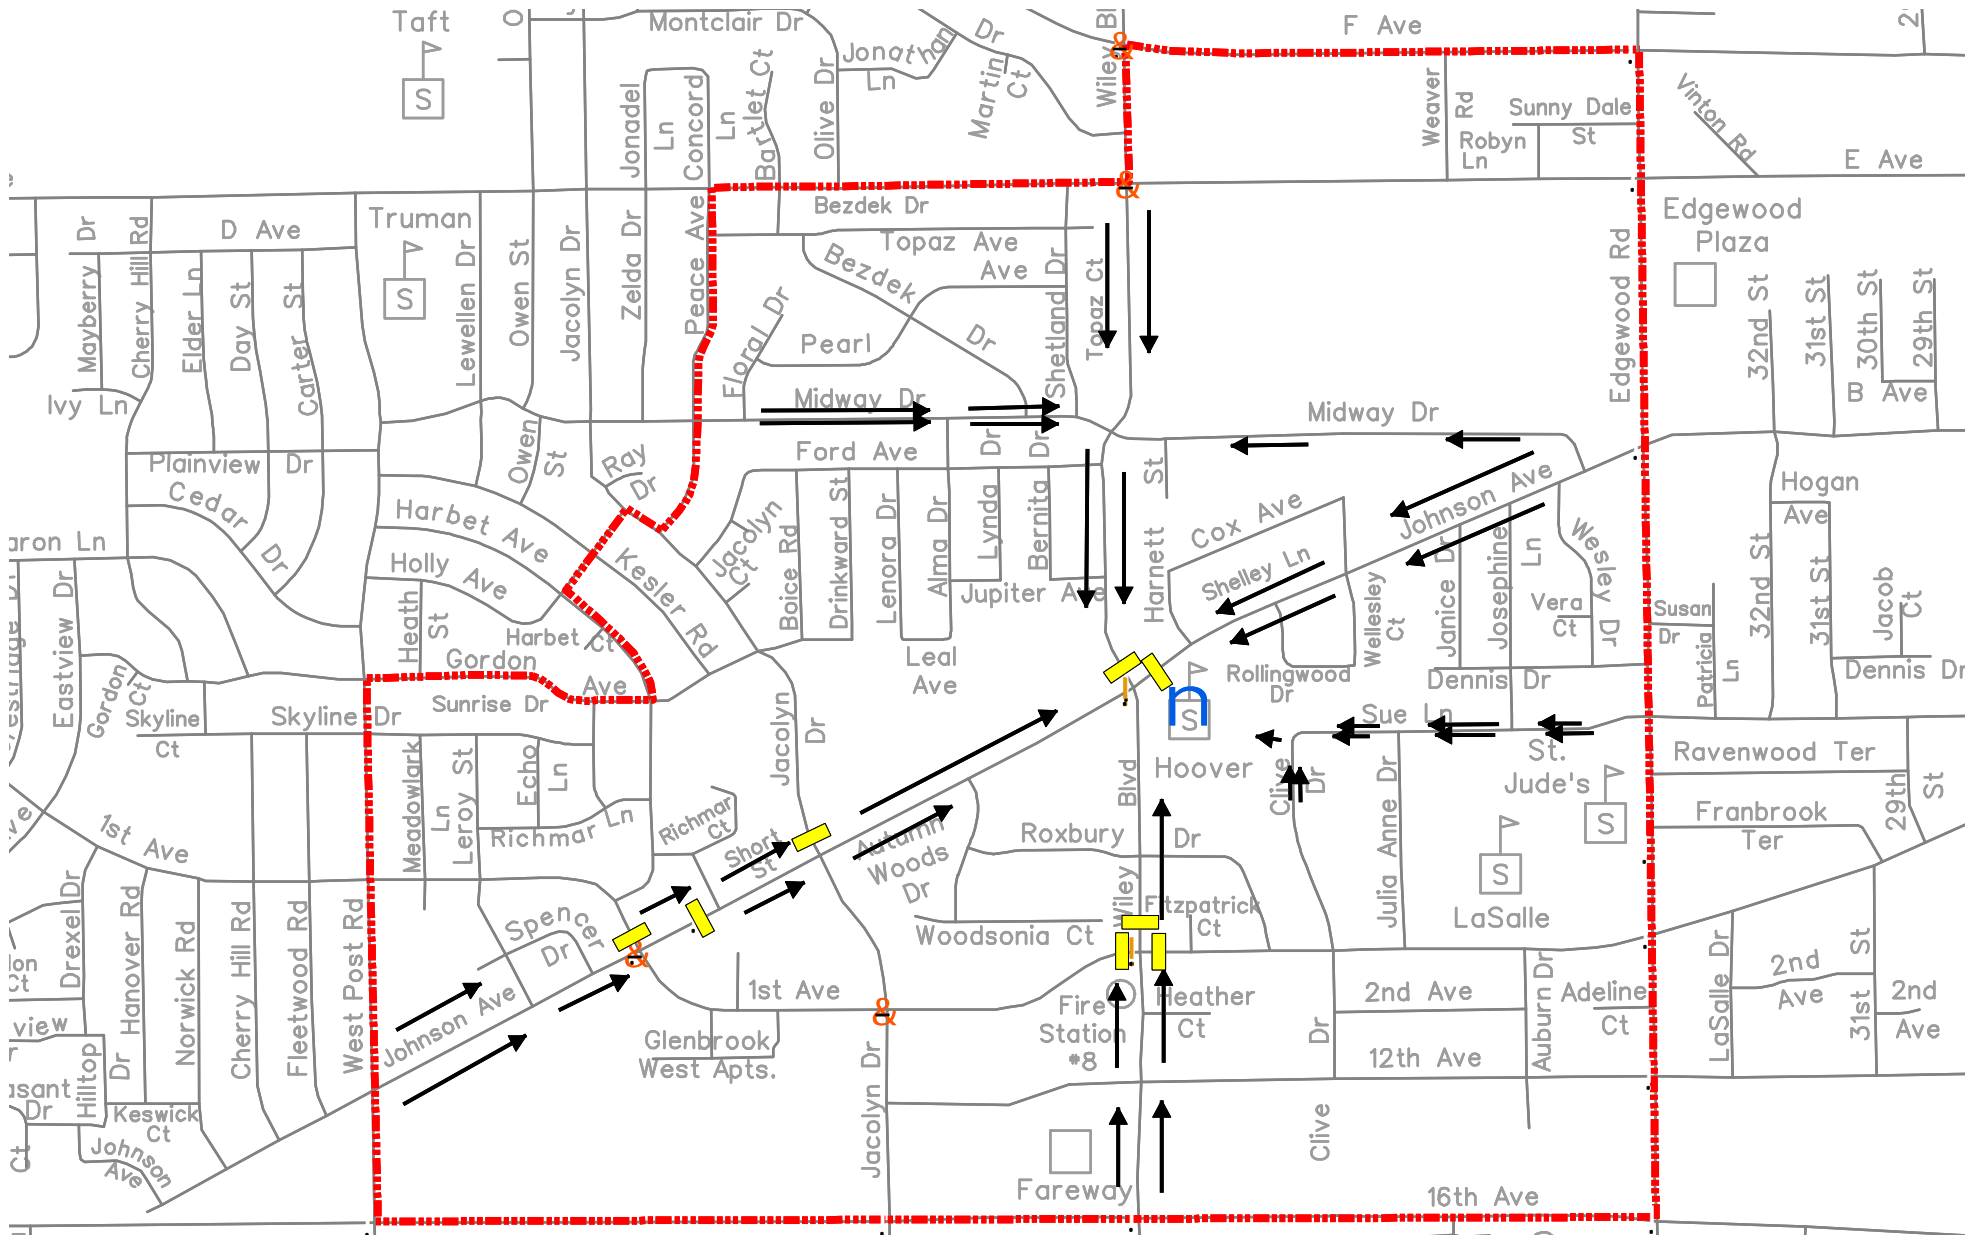 Taft
S
Montclair Dr
Jonathan
Ln
Dr
Martin
Ct
Wiley
Bl
F Ave
Weaver
Rd
Sunny Dale
St
Robyn
Ln
Vinton Rd
E Ave
Jonadel
Ln
Concord
Ln
Bartlet Ct
Olive Dr
&
&
Truman
S
D Ave
Mayberry
Dr
Cherry Hill Rd
Elder Ln
Day St
Carter St
Ivy Ln
Lewellen Dr
Owen St
Jacolyn Dr
Zelda Dr
Peace Ave
Bezdek Dr
Topaz Ave
Ave
Bezdek
Dr
Floral Dr
Pearl
Shetland Dr
Topaz Ct
Midway Dr
Midway Dr
Edgewood Rd
Edgewood
Plaza
32nd St
31st St
30th St
29th St
B Ave
Plainview Dr
Cedar
Dr
Owen
St
Ray
Dr
Ford Ave
Dr
Dr
Harnett
St
Cox Ave
Johnson Ave
Hogan
Ave
aron Ln
Harbet Ave
Holly Ave
Kesler Rd
Jacolyn
Ct
Boice Rd
Drinkward St
Lenora Dr
Alma Dr
Lynda
Bernita
Jupiter Ave
Shelley Ln
Wellesley
Ct
Janice Dr
Josephine
Ln
Wesley Dr
Vera
Ct
Susan
Dr
Patricia
Ln
32nd St
31st St
Jacob
Ct
Dennis Dr
Eastview Dr
Heath
St
Harbet
Ct
Gordon
Ave
Gordon
Ct
Skyline
Ct
Skyline Dr
Sunrise Dr
Leal
Ave
Rollingwood
Dr
Dennis Dr
Sue Ln
S
Hoover
St.
Jude's
S
Ravenwood Ter
29th
St
Franbrook
Ter
1st Ave
Meadowlark
Ln
Leroy St
Echo
Ln
Richmar Ln
Richmar
Ct
Short
St
Jacolyn
Dr
Autumn
Woods
Dr
Roxbury
Dr
Blvd
Clive
Dr
Julia Anne Dr
S
LaSalle
Wiley
Fitzpatrick
Ct
Woodsonia Ct
Spencer
Dr
Drexel Dr
Hanover Rd
Norwick Rd
Cherry Hill Rd
Fleetwood Rd
West Post Rd
Johnson Ave
&
&
1st Ave
Glenbrook
West Apts.
Fire
Station
#8
Heather
Ct
2nd Ave
12th Ave
Dr
Clive
Auburn Dr
Adeline
Ct
LaSalle Dr
2nd
Ave
31st St
2nd
Ave
view
Hilltop
Dr
asant
Dr
Keswick
Ct
Johnson
Ave
Ct
Jacolyn Dr
Fareway
16th Ave